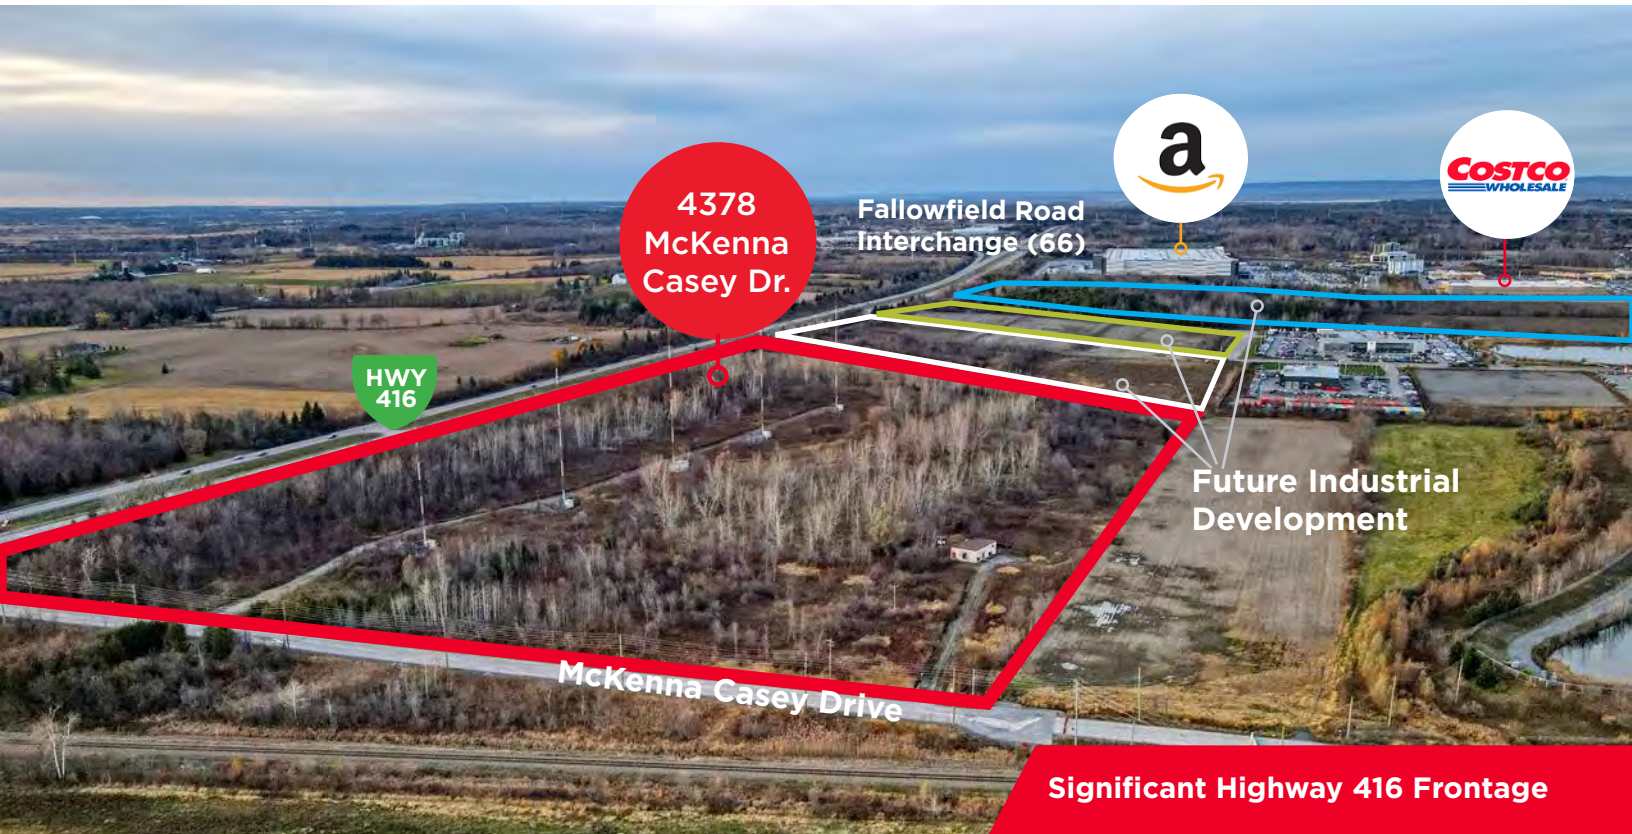 4378
McKenna
Casey Dr.
Fallowfield Road
Interchange (66)
a
COSTCO
WHOLESALE
HWY
416
Future Industrial
Development
McKenna Casey Drive
Significant Highway 416 Frontage